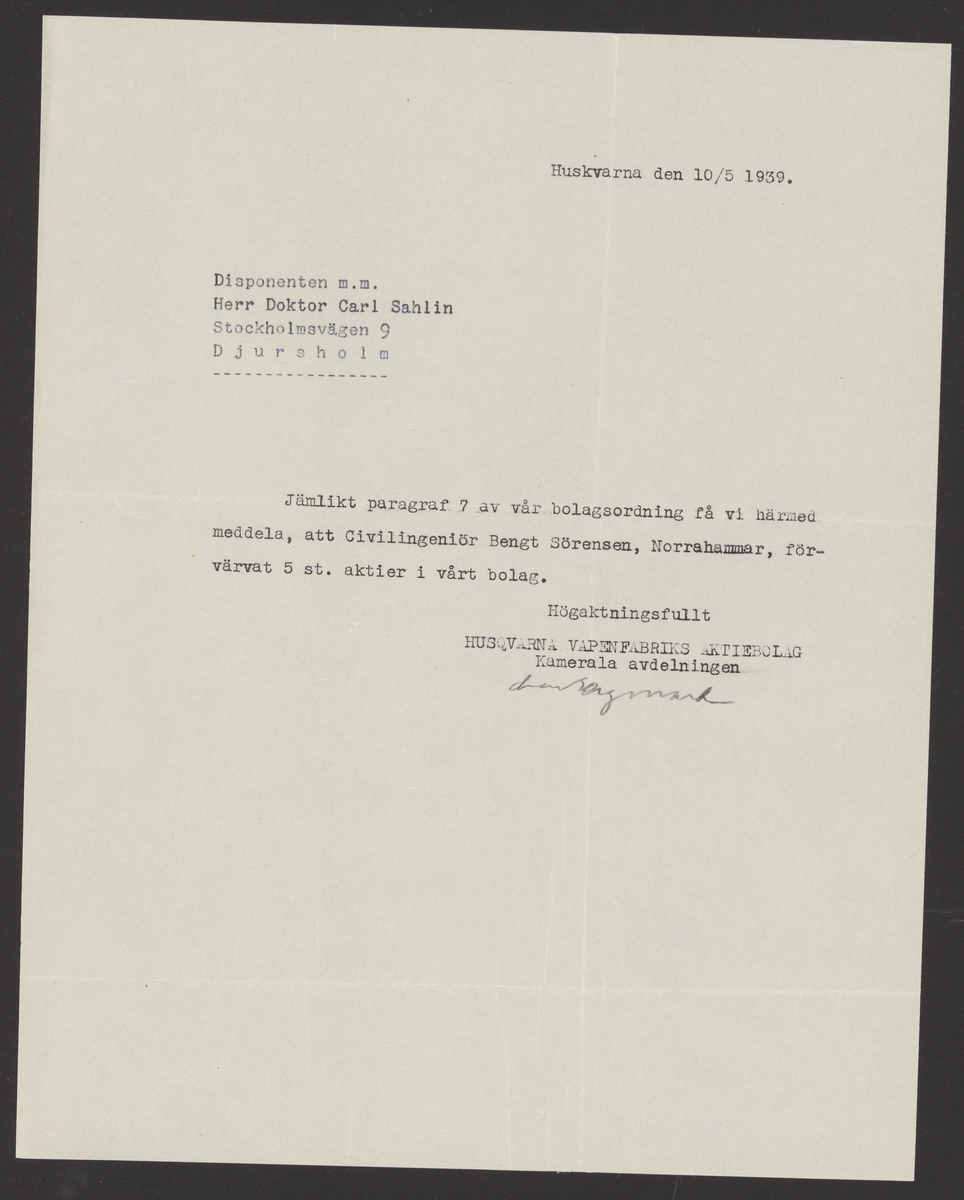 Huskvarna den 10/5 1939.
Disponenten m.m.
Herr Doktor Carl Sahlin
Stockholmsvägen 9
D j u r s h o l m
-----------------
Jämlikt paragraf 7 av vår bolagsordning få vi härmed
meddela, att Civilingeniör Bengt Sörensen, Norrahammar, för-
värvat 5 st. aktier i vårt bolag.
Högaktningsfullt
HUSQVARNA VAPENFABRIKS AKTIEBOLAG
Kamerala avdelningen